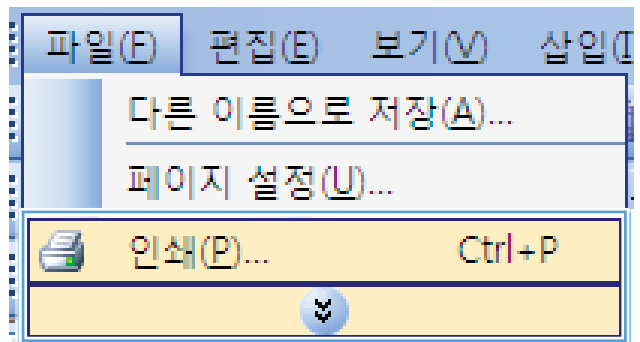 파일(F) 편집(E) 보기(V) 삽입(I
다른 이름으로 저장(A)...
페이지 설정(U)...
인쇄(P)... Ctrl+P